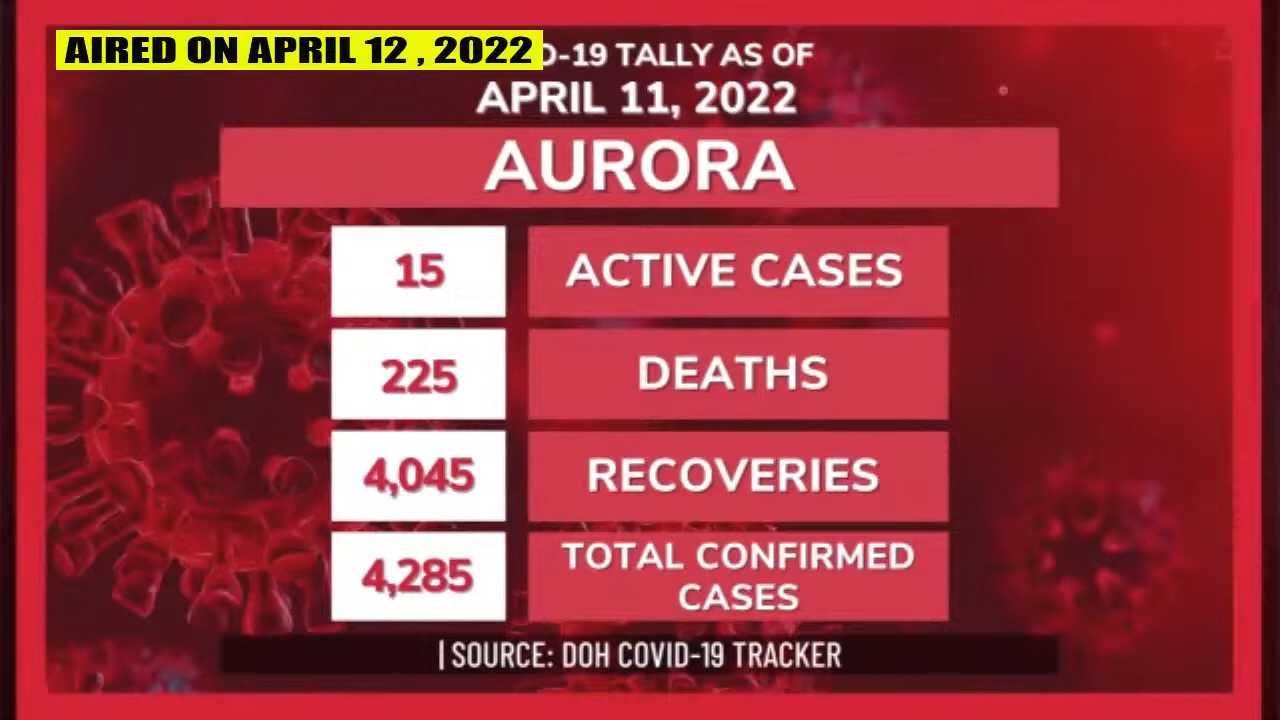 AIRED ON APRIL 12 , 2022
D-19 TALLY AS OF
APRIL 11, 2022
AURORA
15 ACTIVE CASES
225 DEATHS
4,045 RECOVERIES
4,285 TOTAL CONFIRMED
CASES
| SOURCE: DOH COVID-19 TRACKER